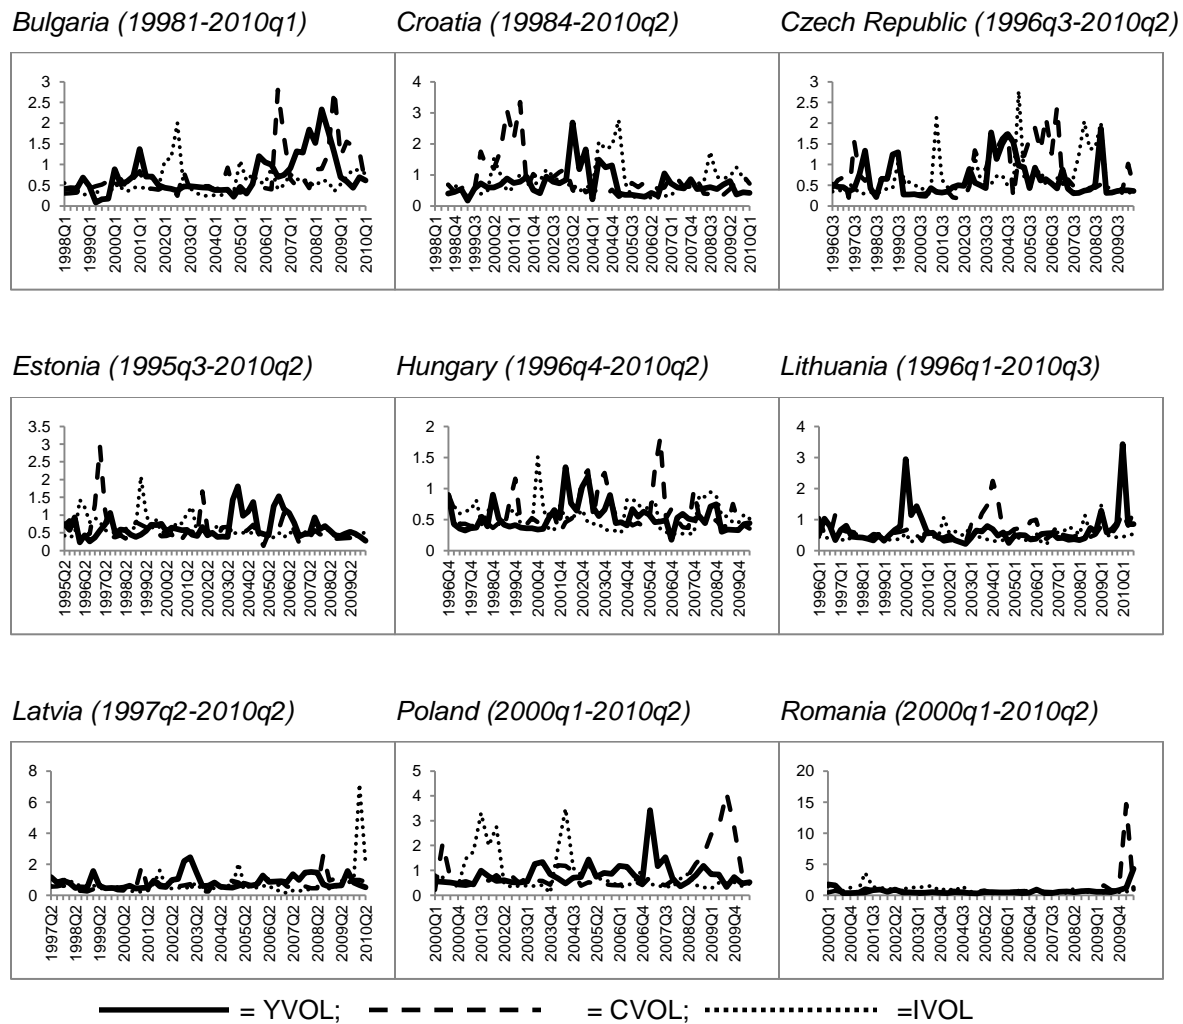 Bulgaria (19981-2010q1)
Croatia (19984-2010q2)
Czech Republic (1996q3-2010q2)
3
2.5
2
1.5
1
0.5
0
1998Q1
1999Q1
2000Q1
2001Q1
2002Q1
2003Q1
2004Q1
2005Q1
2006Q1
2007Q1
2008Q1
2009Q1
2010Q1
4
3
2
1
0
1998Q1
1998Q4
1999Q3
2000Q2
2001Q1
2001Q4
2002Q3
2003Q2
2004Q1
2004Q4
2005Q3
2006Q2
2007Q1
2007Q4
2008Q3
2009Q2
2010Q1
3
2.5
2
1.5
1
0.5
0
1996Q3
1997Q3
1998Q3
1999Q3
2000Q3
2001Q3
2002Q3
2003Q3
2004Q3
2005Q3
2006Q3
2007Q3
2008Q3
2009Q3
Estonia (1995q3-2010q2)
Hungary (1996q4-2010q2)
Lithuania (1996q1-2010q3)
3.5
3
2.5
2
1.5
1
0.5
0
1995Q2
1996Q2
1997Q2
1998Q2
1999Q2
2000Q2
2001Q2
2002Q2
2003Q2
2004Q2
2005Q2
2006Q2
2007Q2
2008Q2
2009Q2
2
1.5
1
0.5
0
1996Q4
1997Q4
1998Q4
1999Q4
2000Q4
2001Q4
2002Q4
2003Q4
2004Q4
2005Q4
2006Q4
2007Q4
2008Q4
2009Q4
4
3
2
1
0
1996Q1
1997Q1
1998Q1
1999Q1
2000Q1
2001Q1
2002Q1
2003Q1
2004Q1
2005Q1
2006Q1
2007Q1
2008Q1
2009Q1
2010Q1
Latvia (1997q2-2010q2)
Poland (2000q1-2010q2)
Romania (2000q1-2010q2)
8
6
4
2
0
1997Q2
1998Q2
1999Q2
2000Q2
2001Q2
2002Q2
2003Q2
2004Q2
2005Q2
2006Q2
2007Q2
2008Q2
2009Q2
2010Q2
5
4
3
2
1
0
2000Q1
2000Q4
2001Q3
2002Q2
2003Q1
2003Q4
2004Q3
2005Q2
2006Q1
2006Q4
2007Q3
2008Q2
2009Q1
2009Q4
20
15
10
5
0
2000Q1
2000Q4
2001Q3
2002Q2
2003Q1
2003Q4
2004Q3
2005Q2
2006Q1
2006Q4
2007Q3
2008Q2
2009Q1
2009Q4
= YVOL; = CVOL; =IVOL